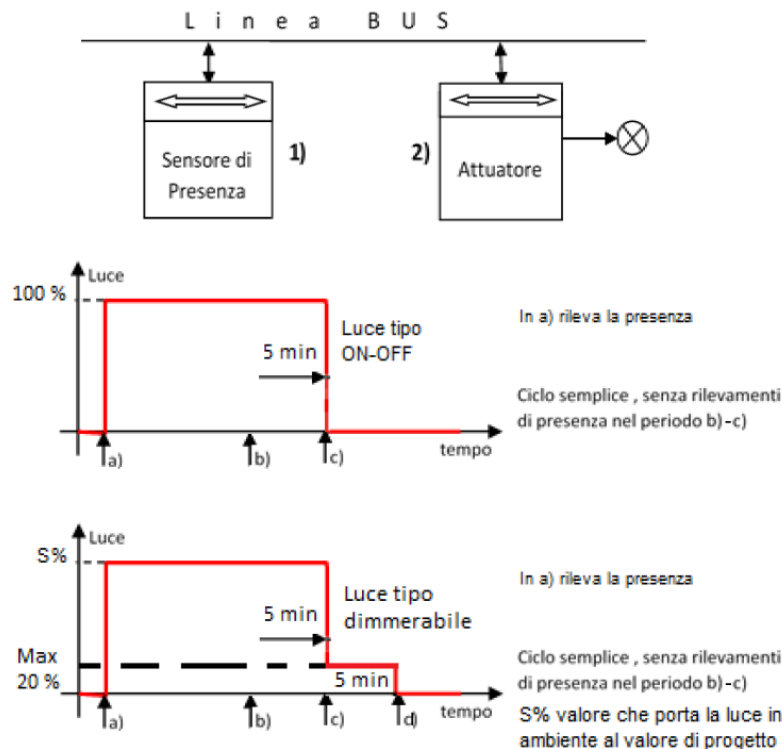 Linea BUS
Sensore di
Presenza
1)
2)
Attuatore
Luce
100 %
5 min
Luce tipo
ON-OFF
In a) rileva la presenza
Ciclo semplice , senza rilevamenti
di presenza nel periodo b)-c)
a)
b)
c)
tempo
Luce
S%
5 min
Luce tipo
dimmerabile
In a) rileva la presenza
Max
20 %
5 min
Ciclo semplice , senza rilevamenti
di presenza nel periodo b)-c)
a)
b)
c)
d)
tempo
S% valore che porta la luce in
ambiente al valore di progetto